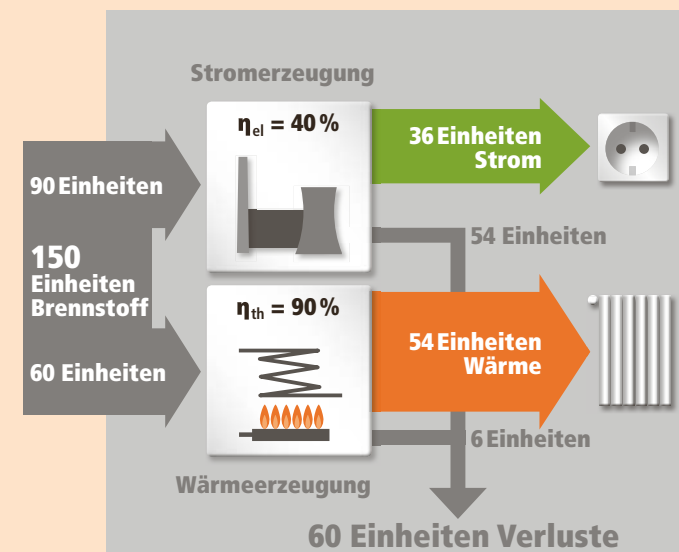 Stromerzeugung
ηel = 40 %
36 Einheiten
Strom
90 Einheiten
54 Einheiten
150
Einheiten
Brennstoff
ηth = 90 %
54 Einheiten
Wärme
60 Einheiten
6 Einheiten
Wärmeerzeugung
60 Einheiten Verluste